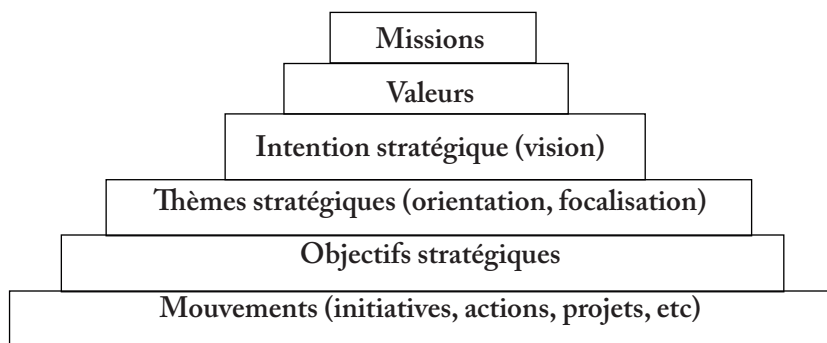 Missions
Valeurs
Intention stratégique (vision)
Thèmes stratégiques (orientation, focalisation)
Objectifs stratégiques
Mouvements (initiatives, actions, projets, etc)